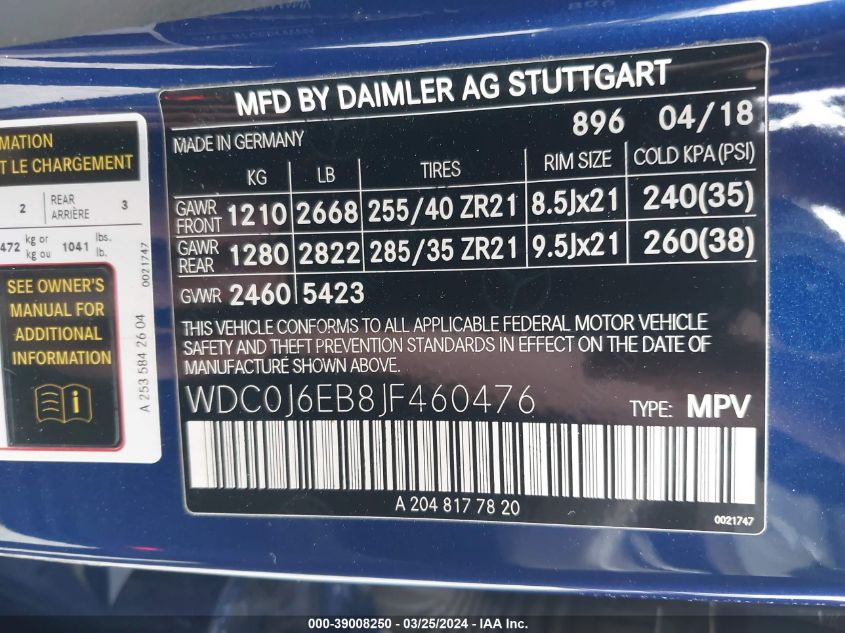 MFD BY DAIMLER AG STUTTGART
896 04/18
MADE IN GERMANY
KG LB TIRES RIM SIZE COLD KPA(PSI)
GAWR FRONT 1210 2668 255/40 ZR21 8.5Jx21 240(35)
GAWR REAR 1280 2822 285/35 ZR21 9.5Jx21 260(38)
GVWR 2460 5423
THIS VEHICLE CONFORMS TO ALL APPLICABLE FEDERAL MOTOR VEHICLE
SAFETY AND THEFT PREVENTION STANDARDS IN EFFECT ON THE DATE OF
MANUFACTURE SHOWN ABOVE.
WDC0J6EB8JF460476 TYPE: MPV
A 204 817 78 20
0021747
MATION
T LE CHARGEMENT
2 REAR ARRIÈRE 3
472 kg or kg ou 1041 lbs. lb.
SEE OWNER'S
MANUAL FOR
ADDITIONAL
INFORMATION
i
0021747
A 253 584 26 04
000-39008250 - 03/25/2024 - Copyright © IAA, Inc.